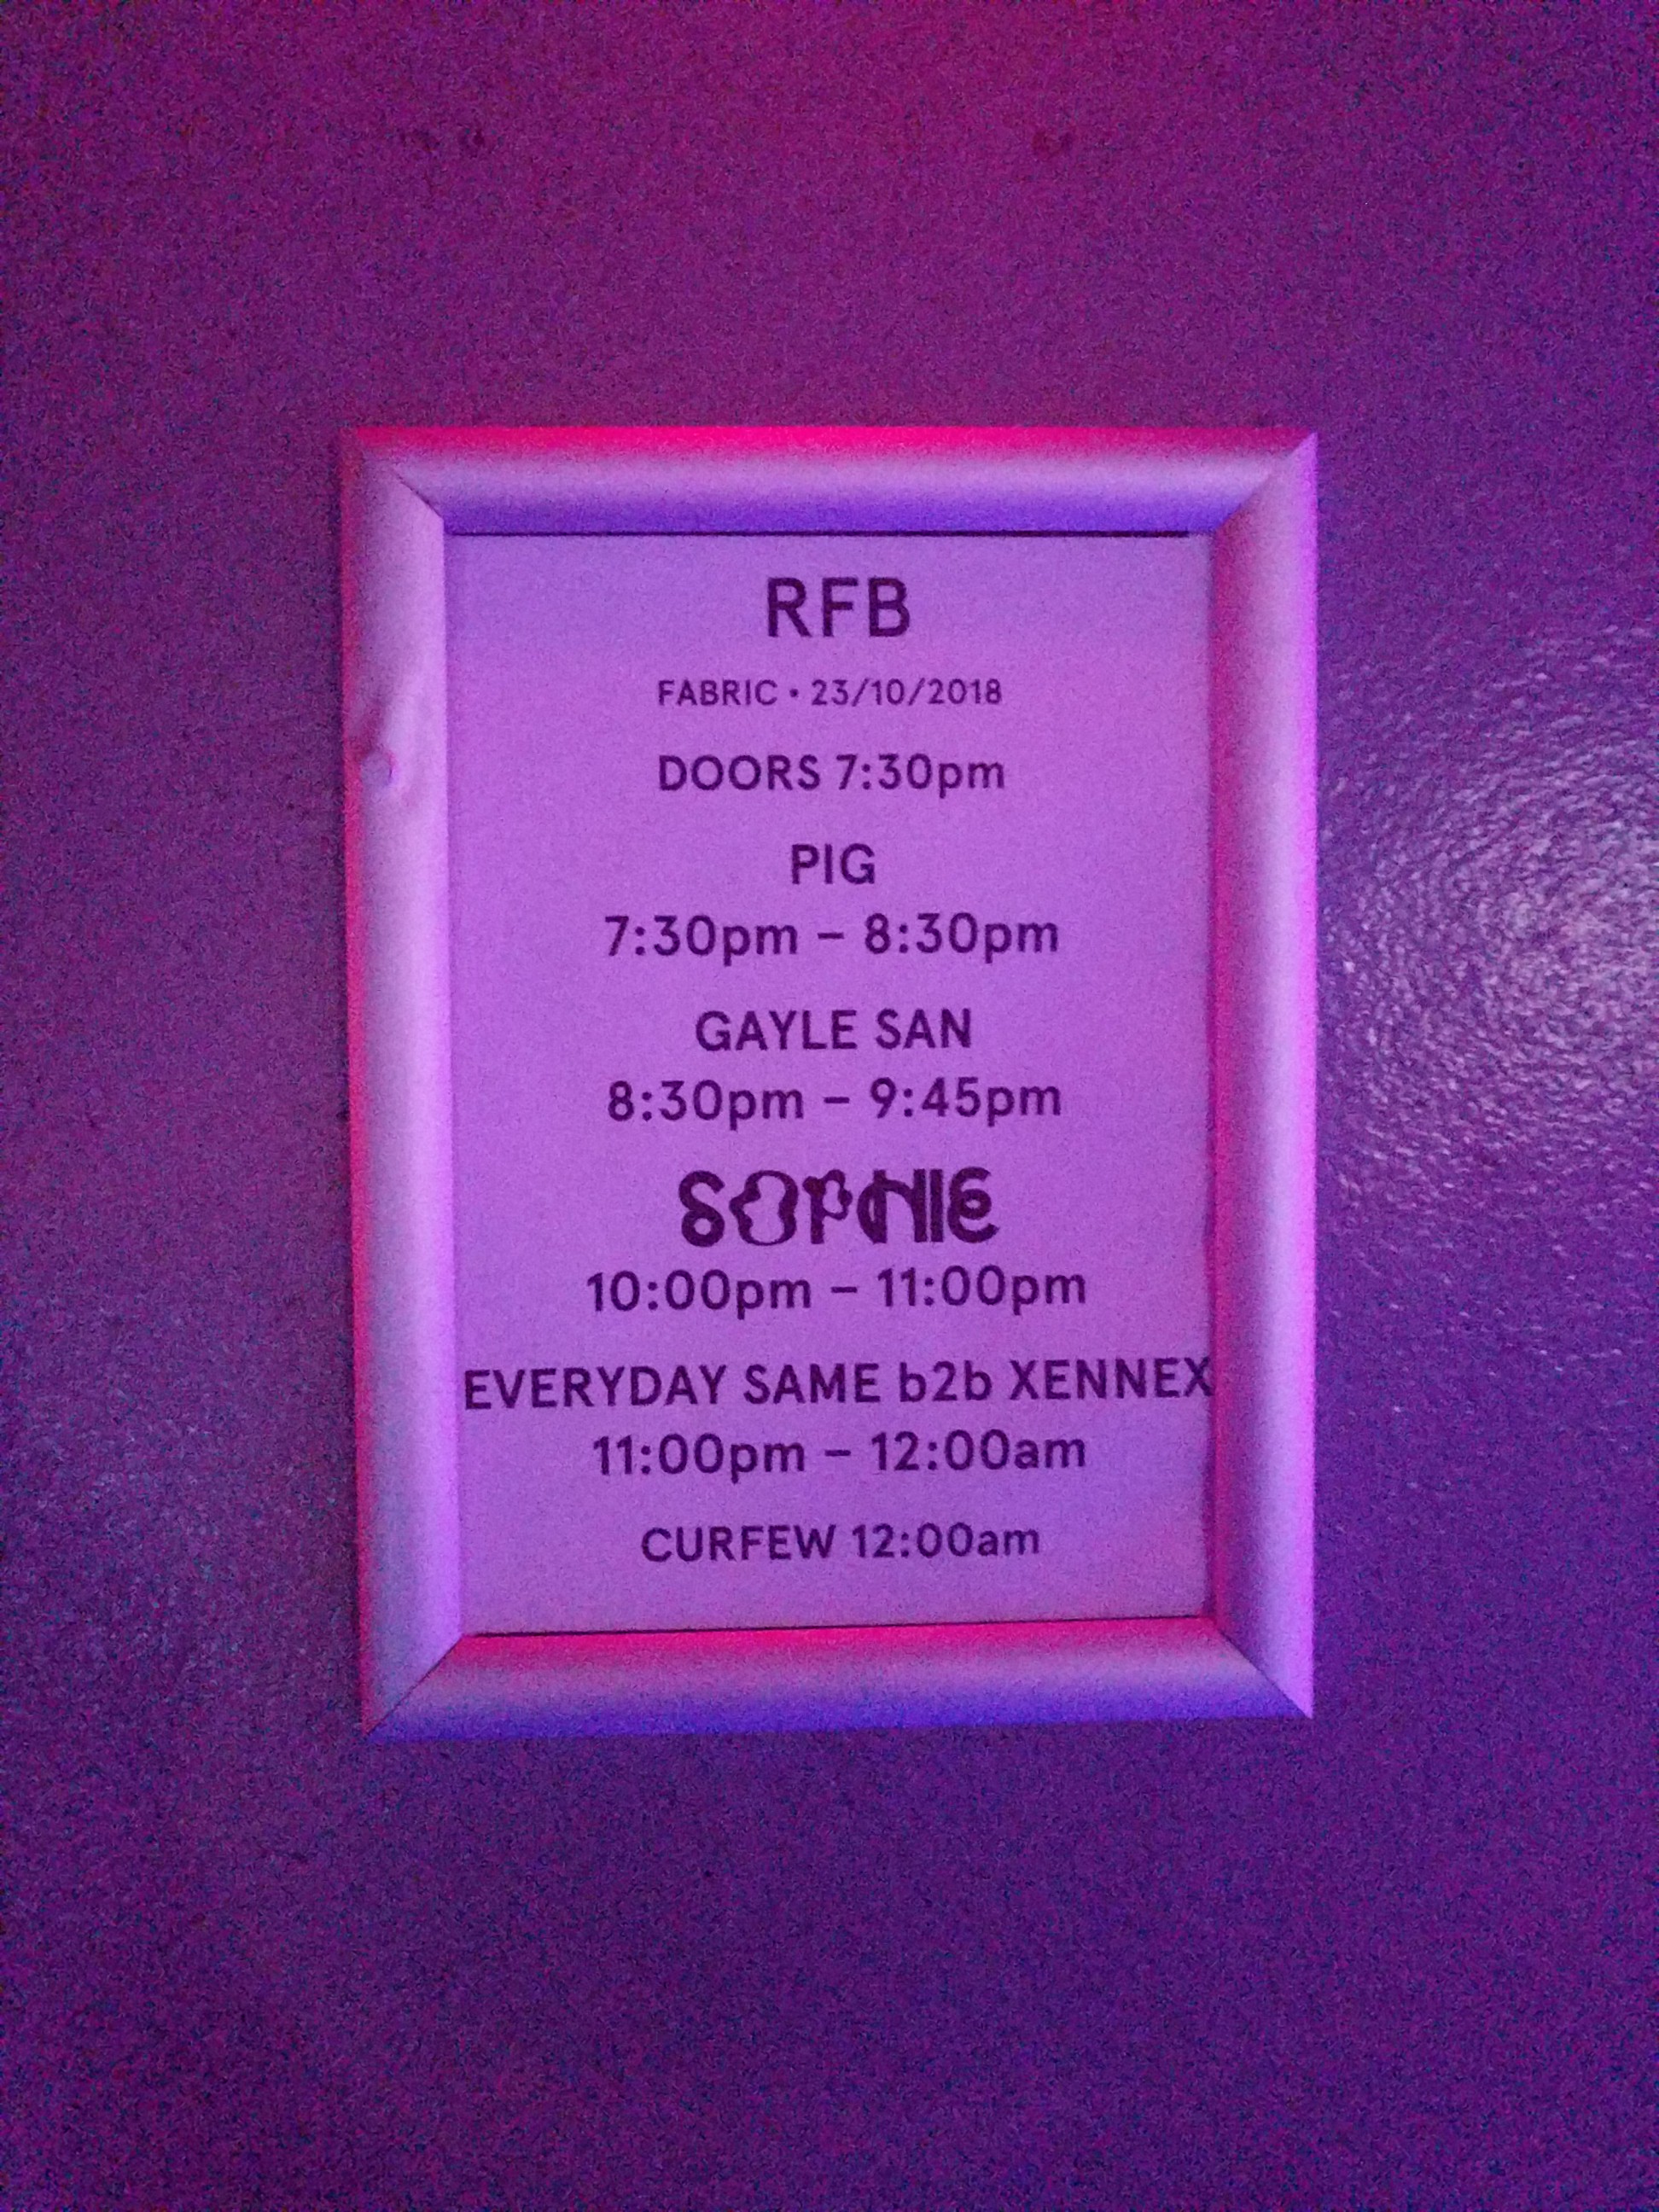 RFB
FABRIC • 23/10/2018
DOORS 7:30pm
PIG
7:30pm – 8:30pm
GAYLE SAN
8:30pm – 9:45pm
SOPHIE
10:00pm – 11:00pm
EVERYDAY SAME b2b XENNEX
11:00pm – 12:00am
CURFEW 12:00am